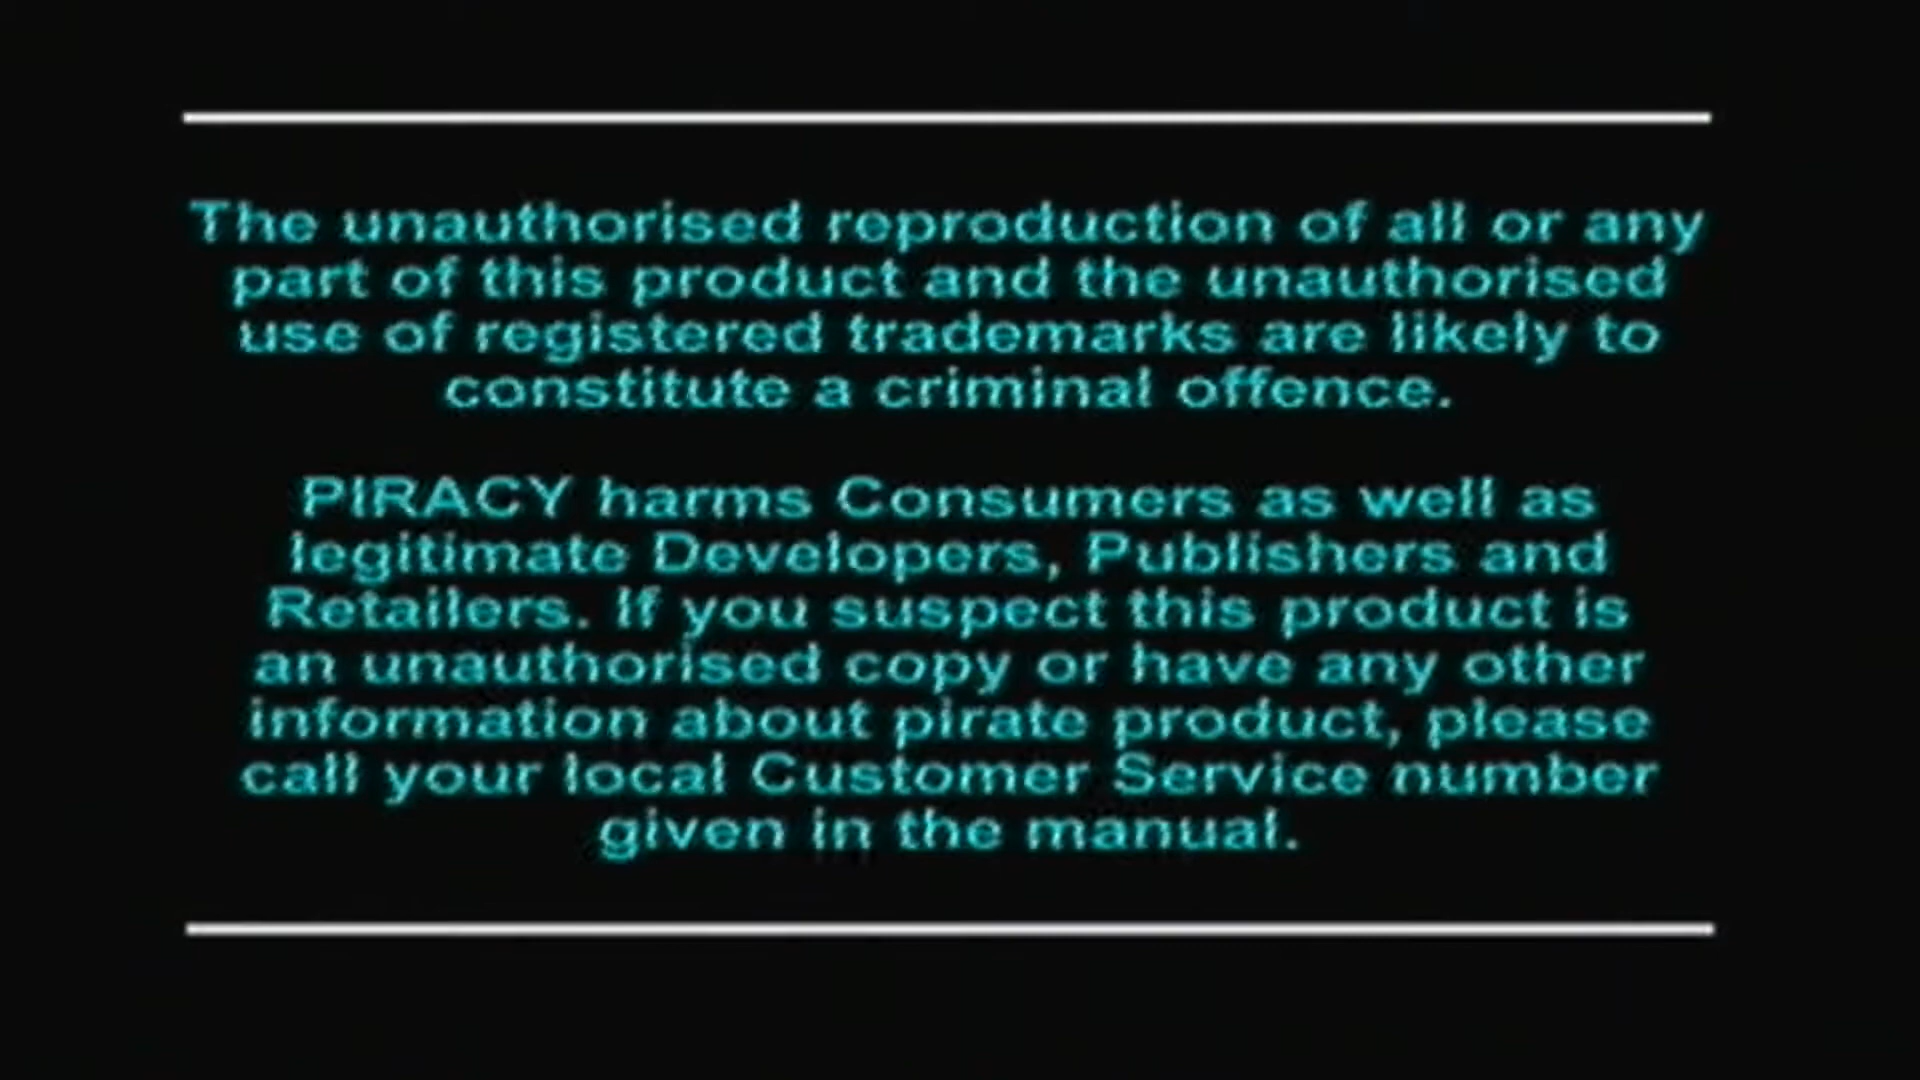 The unauthorised reproduction of all or any
part of this product and the unauthorised
use of registered trademarks are likely to
constitute a criminal offence.
PIRACY harms Consumers as well as
legitimate Developers, Publishers and
Retailers. If you suspect this product is
an unauthorised copy or have any other
information about pirate product, please
call your local Customer Service number
given in the manual.